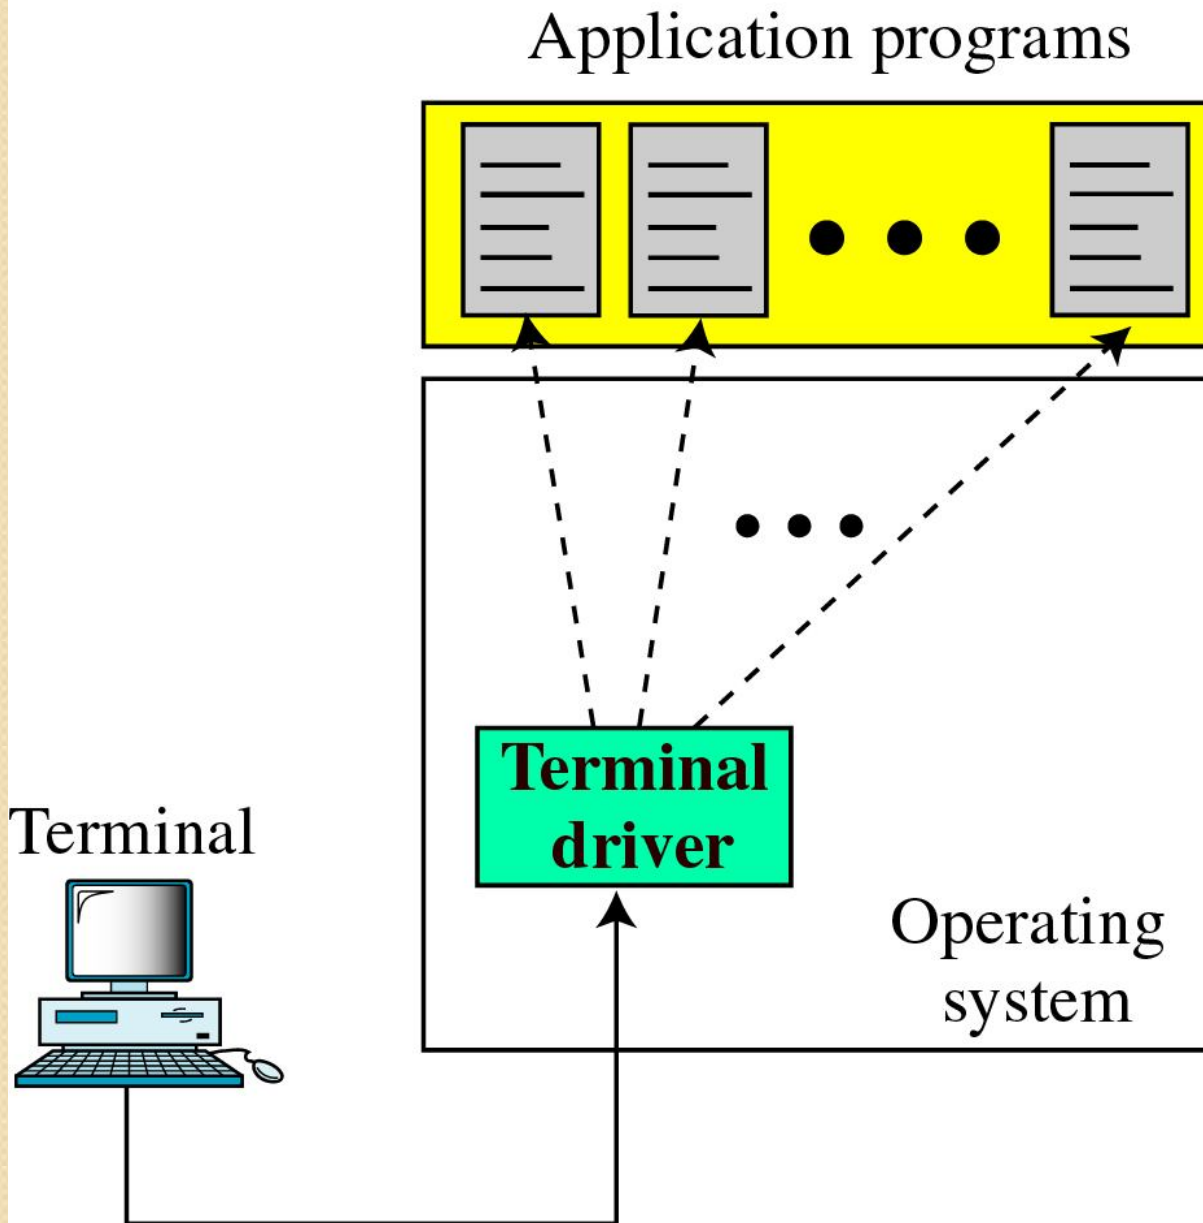 Application programs
Terminal
driver
Terminal
Operating
system